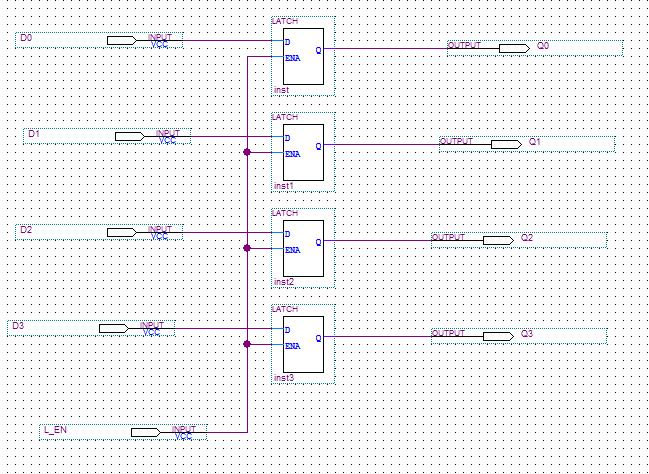 LATCH
D0 INPUT VCC D Q OUTPUT Q0
ENA
inst
LATCH
D1 INPUT VCC D Q OUTPUT Q1
ENA
inst1
LATCH
D2 INPUT VCC D Q OUTPUT Q2
ENA
inst2
LATCH
D3 INPUT VCC D Q OUTPUT Q3
ENA
inst3
L_EN INPUT VCC